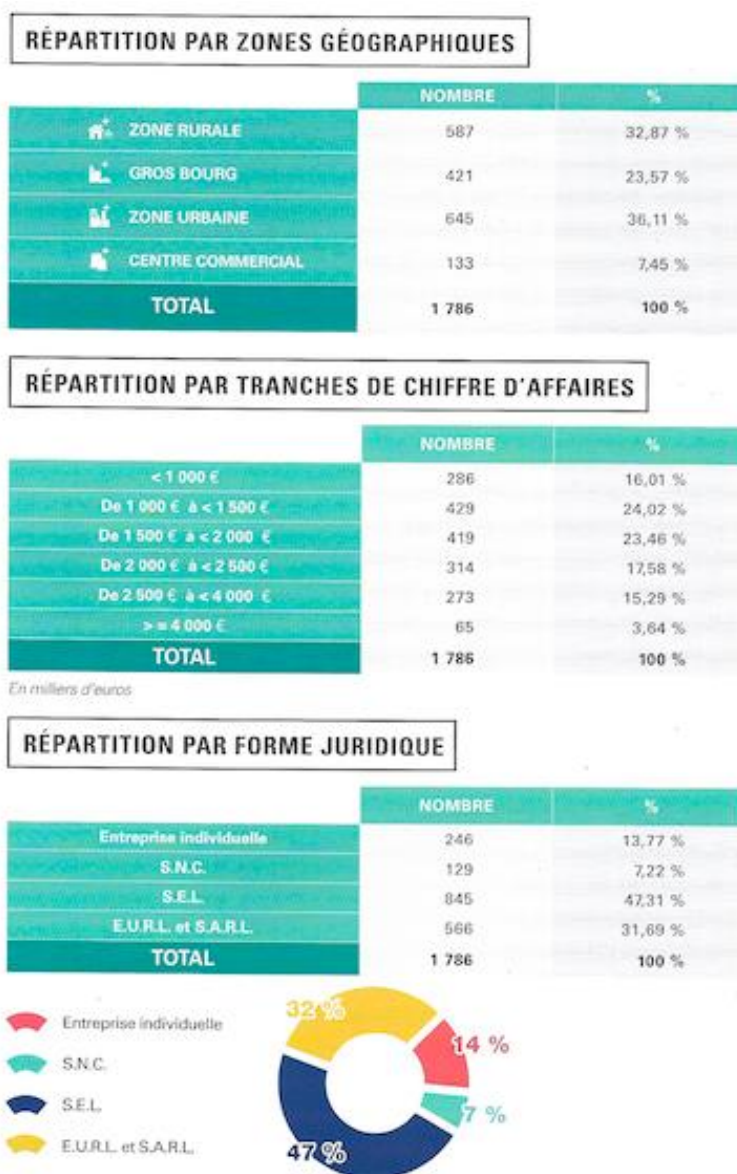 RÉPARTITION PAR ZONES GÉOGRAPHIQUES
NOMBRE %
ZONE RURALE 587 32,87 %
GROS BOURG 421 23,57 %
ZONE URBAINE 645 36,11 %
CENTRE COMMERCIAL 133 7,45 %
TOTAL 1 786 100 %
RÉPARTITION PAR TRANCHES DE CHIFFRE D'AFFAIRES
NOMBRE %
< 1 000 € 286 16,01 %
De 1 000 € à < 1 500 € 429 24,02 %
De 1 500 € à < 2 000 € 419 23,46 %
De 2 000 € à < 2 500 € 314 17,58 %
De 2 500 € à < 4 000 € 273 15,29 %
> = 4 000 € 65 3,64 %
TOTAL 1 786 100 %
En milliers d'euros
RÉPARTITION PAR FORME JURIDIQUE
NOMBRE %
Entreprise individuelle 246 13,77 %
S.N.C. 129 7,22 %
S.E.L. 845 47,31 %
E.U.R.L. et S.A.R.L. 566 31,69 %
TOTAL 1 786 100 %
Entreprise individuelle
S.N.C.
S.E.L.
E.U.R.L. et S.A.R.L.
32 %
14 %
7 %
47 %